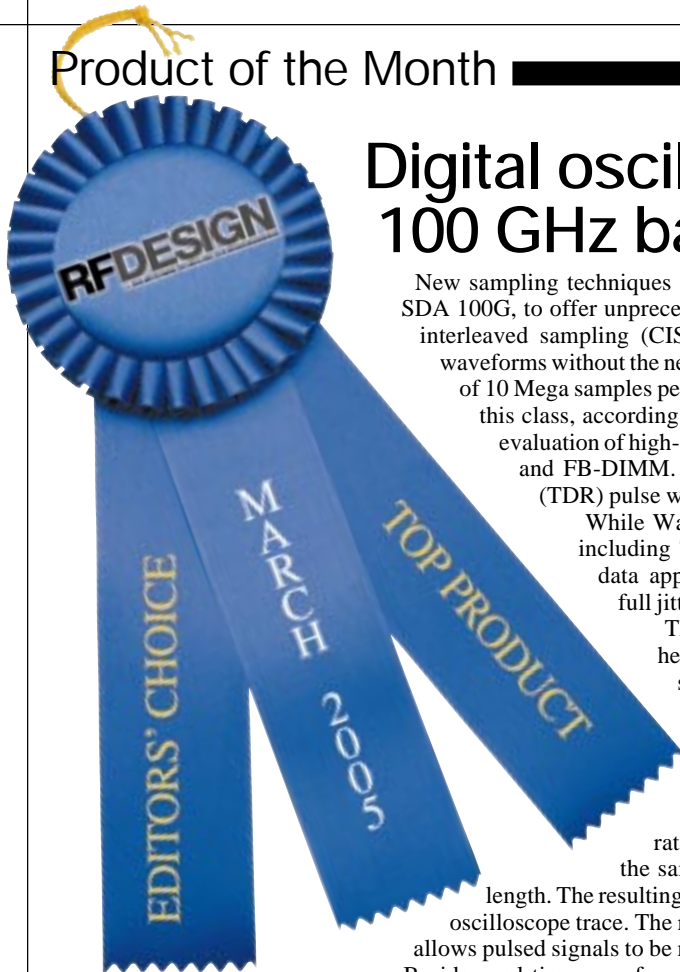 Product of the Month
Digital oscil
100 GHz ba
RFDESIGN
New sampling techniques
SDA 100G, to offer unprece
interleaved sampling (CIS
waveforms without the ne
of 10 Mega samples pe
this class, according
evaluation of high-
and FB-DIMM.
(TDR) pulse w
While Wa
including
data app
full jitt
T
he
s
EDITORS' CHOICE
MARCH 2005
TOP PRODUCT
rat
the sa
length. The resulting
oscilloscope trace. The r
allows pulsed signals to be r